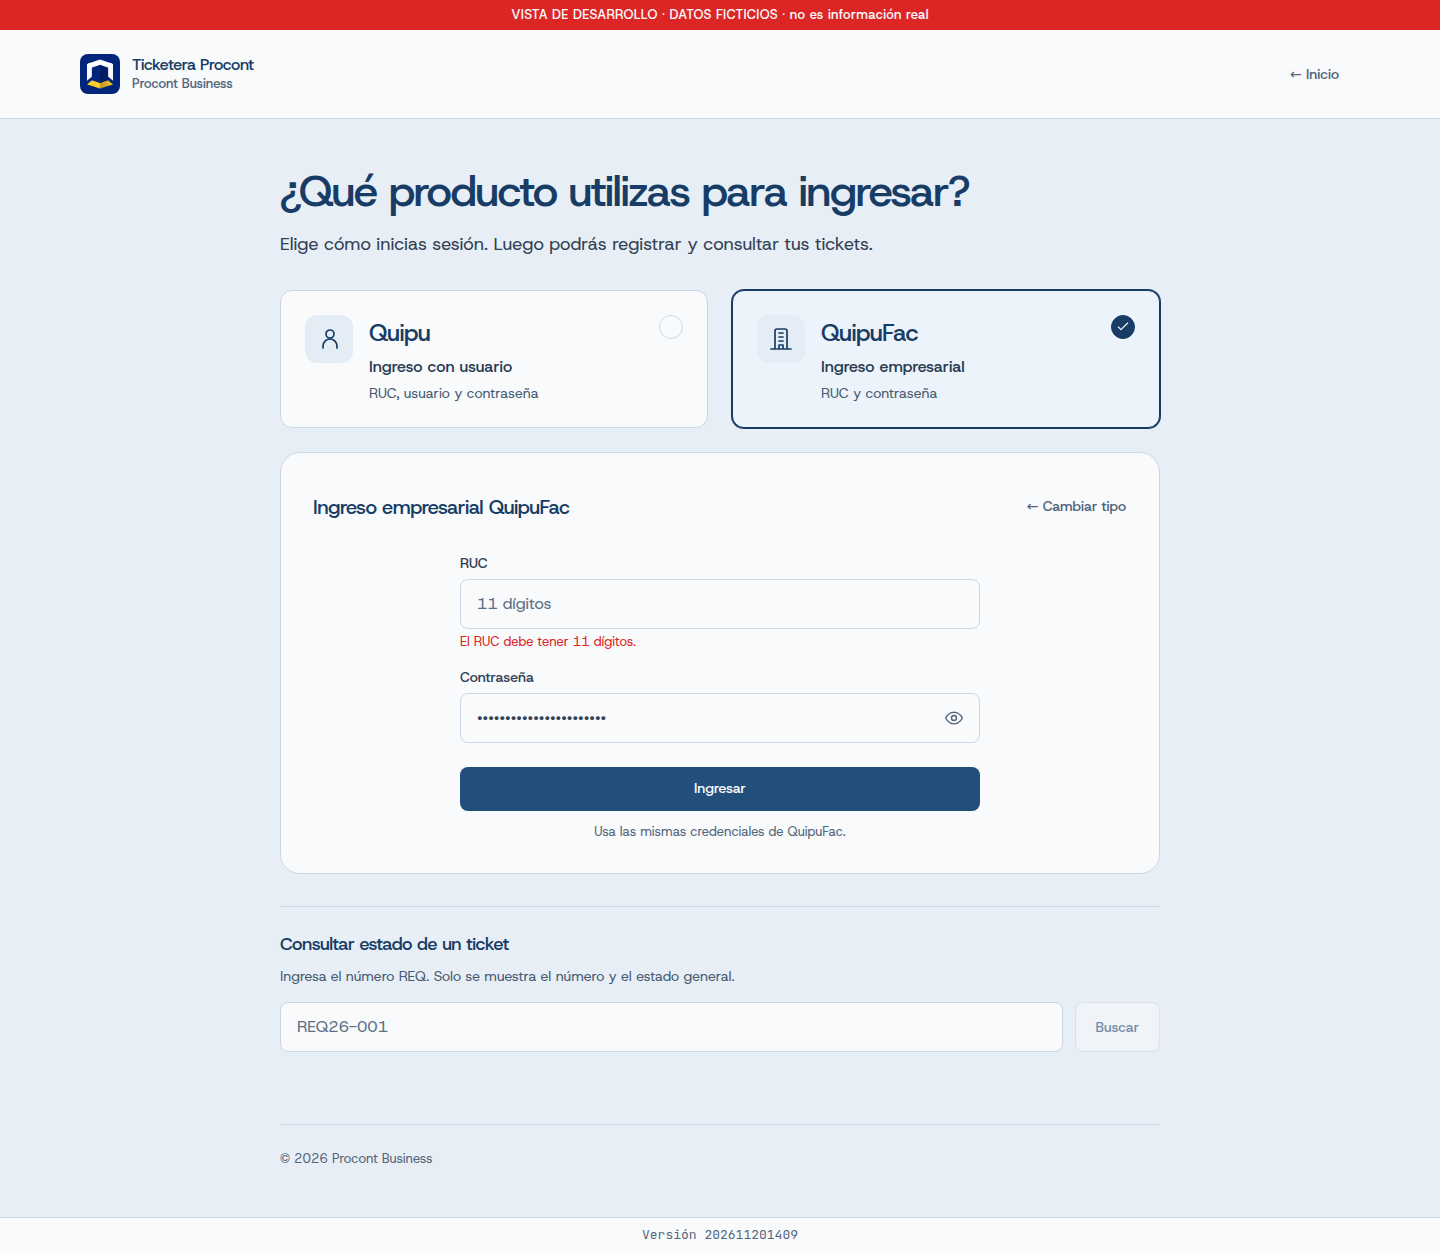 VISTA DE DESARROLLO · DATOS FICTICIOS · no es información real
Ticketera Procont
Procont Business
← Inicio
¿Qué producto utilizas para ingresar?
Elige cómo inicias sesión. Luego podrás registrar y consultar tus tickets.
Quipu
Ingreso con usuario
RUC, usuario y contraseña
QuipuFac
Ingreso empresarial
RUC y contraseña
Ingreso empresarial QuipuFac
← Cambiar tipo
RUC
11 dígitos
El RUC debe tener 11 dígitos.
Contraseña
•••••••••••••••••••••••
Ingresar
Usa las mismas credenciales de QuipuFac.
Consultar estado de un ticket
Ingresa el número REQ. Solo se muestra el número y el estado general.
REQ26-001
Buscar
© 2026 Procont Business
Versión 202611201409